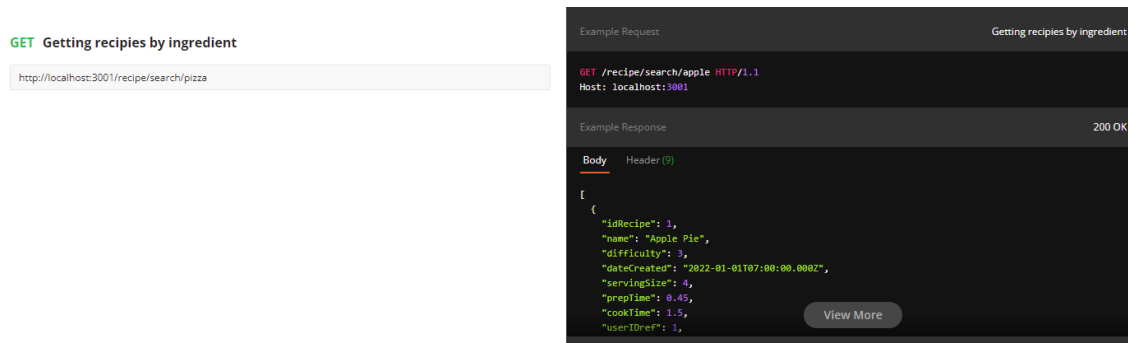 GET Getting recipies by ingredient
http://localhost:3001/recipe/search/pizza
Example Request Getting recipies by ingredient
GET /recipe/search/apple HTTP/1.1
Host: localhost:3001
Example Response 200 OK
Body Header (9)
[
{
"idRecipe": 1,
"name": "Apple Pie",
"difficulty": 3,
"dateCreated": "2022-01-01T07:00:00.000Z",
"servingSize": 4,
"prepTime": 0.45,
"cookTime": 1.5,
View More
"userIDref": 1,